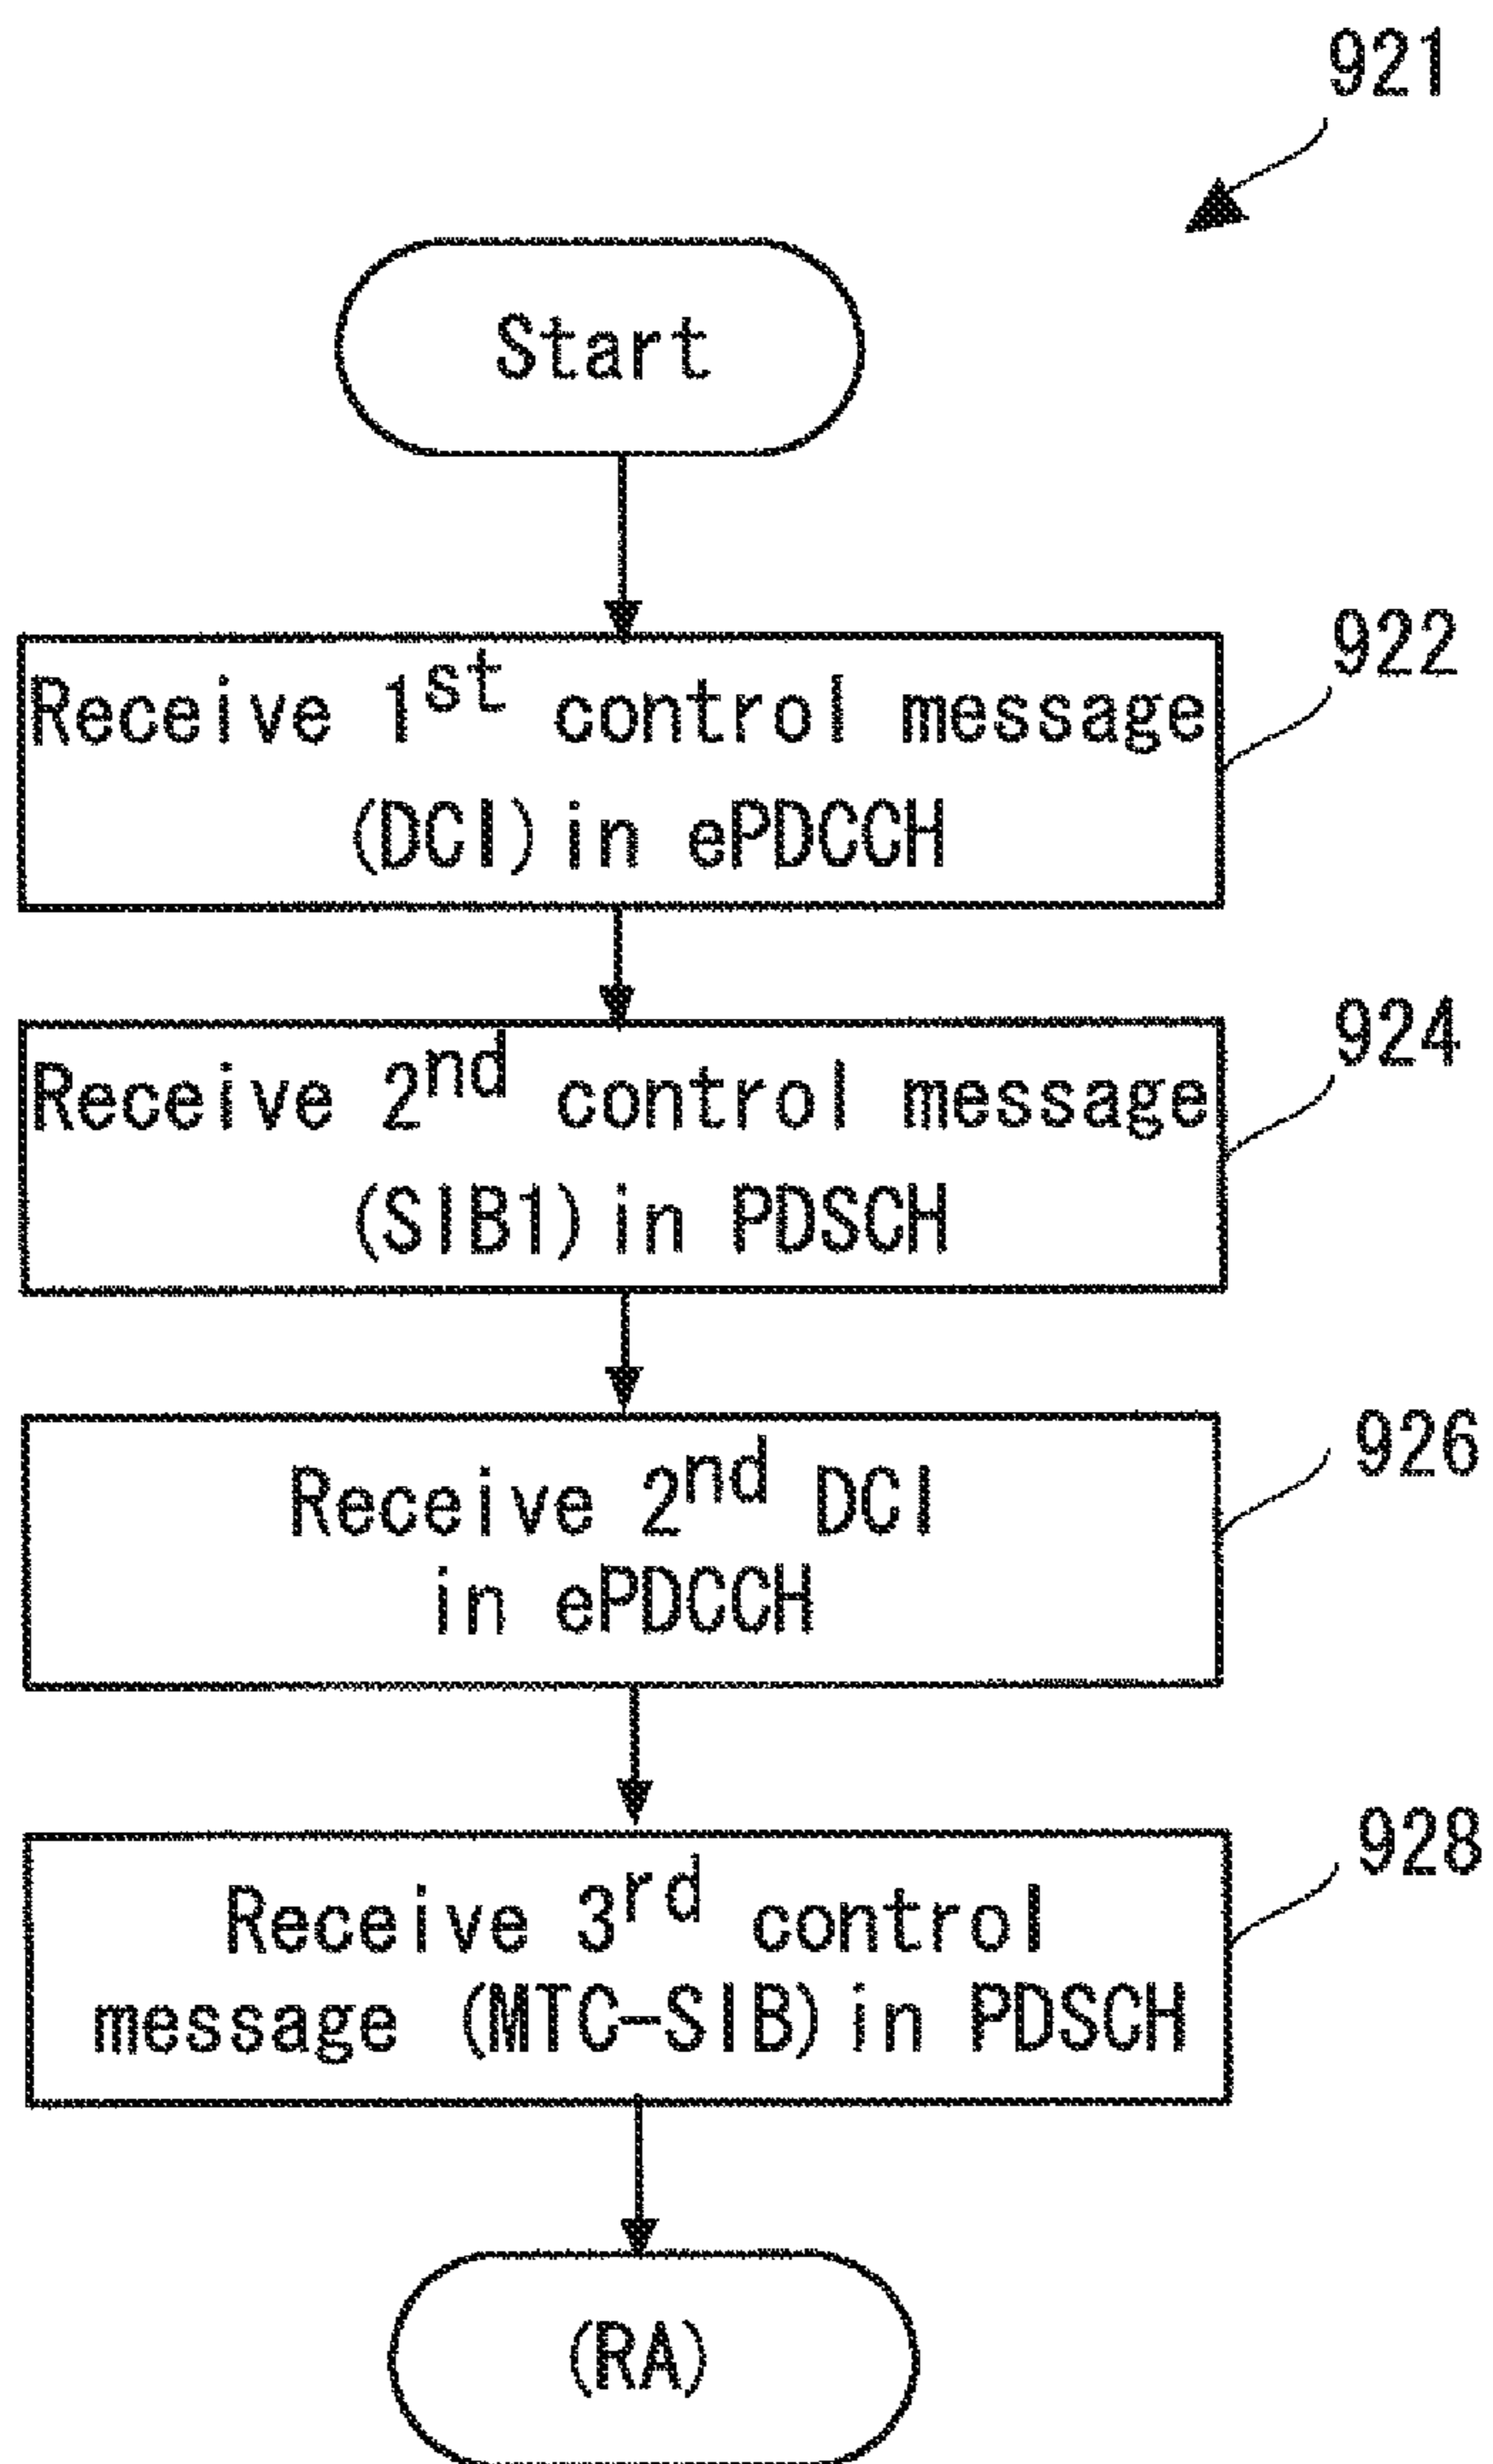 921
Start
922
Receive 1st control message
(DCI) in ePDCCH
924
Receive 2nd control message
(SIB1) in PDSCH
926
Receive 2nd DCI
in ePDCCH
928
Receive 3rd control
message (MTC-SIB) in PDSCH
(RA)